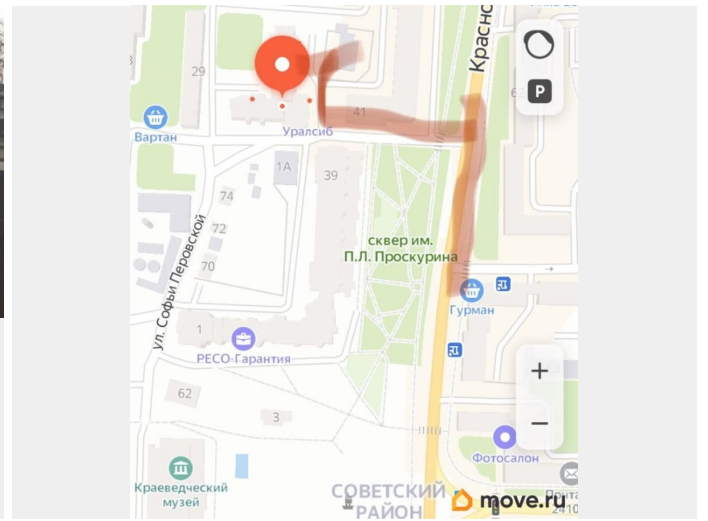 Красно
P
29
41
Вартан
Уралсиб
1А
39
74
72
70
ул. Софьи Перовской
сквер им.
П.Л. Проскурина
Гурман
1
РЕСО-Гарантия
62
3
Фотосалон
Краеведческий
музей
СОВЕТСКИЙ
РАЙОН
move.ru
+
−